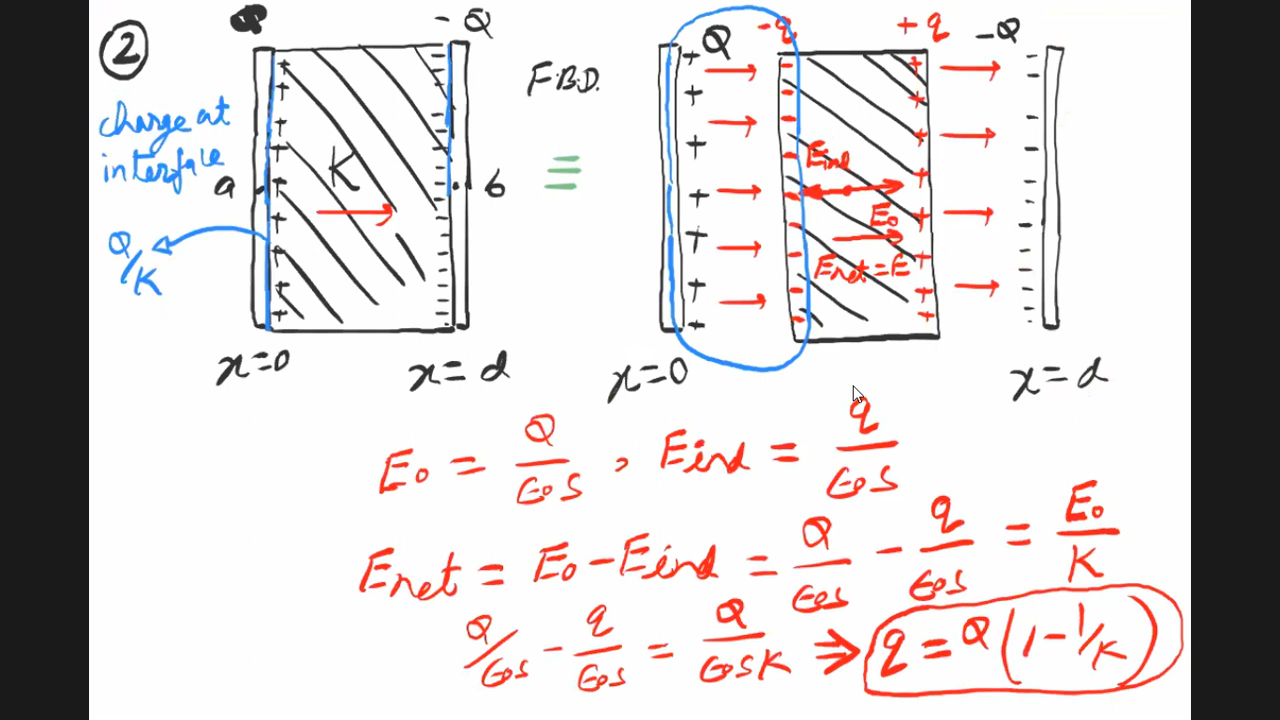 ②
Q
- Q
charge at
interface
a
K
b
Q/K
x=0
x=d
F.B.D.
≡
Q
-q
+q
-Q
Eind
E₀
Enet=E
x=0
x=d
E₀ = Q/ϵ₀S , Eind = q/ϵ₀S
Enet = E₀ - Eind = Q/ϵ₀S - q/ϵ₀S = E₀/K
Q/ϵ₀S - q/ϵ₀S = Q/ϵ₀SK ⇒ q = Q(1-1/K)